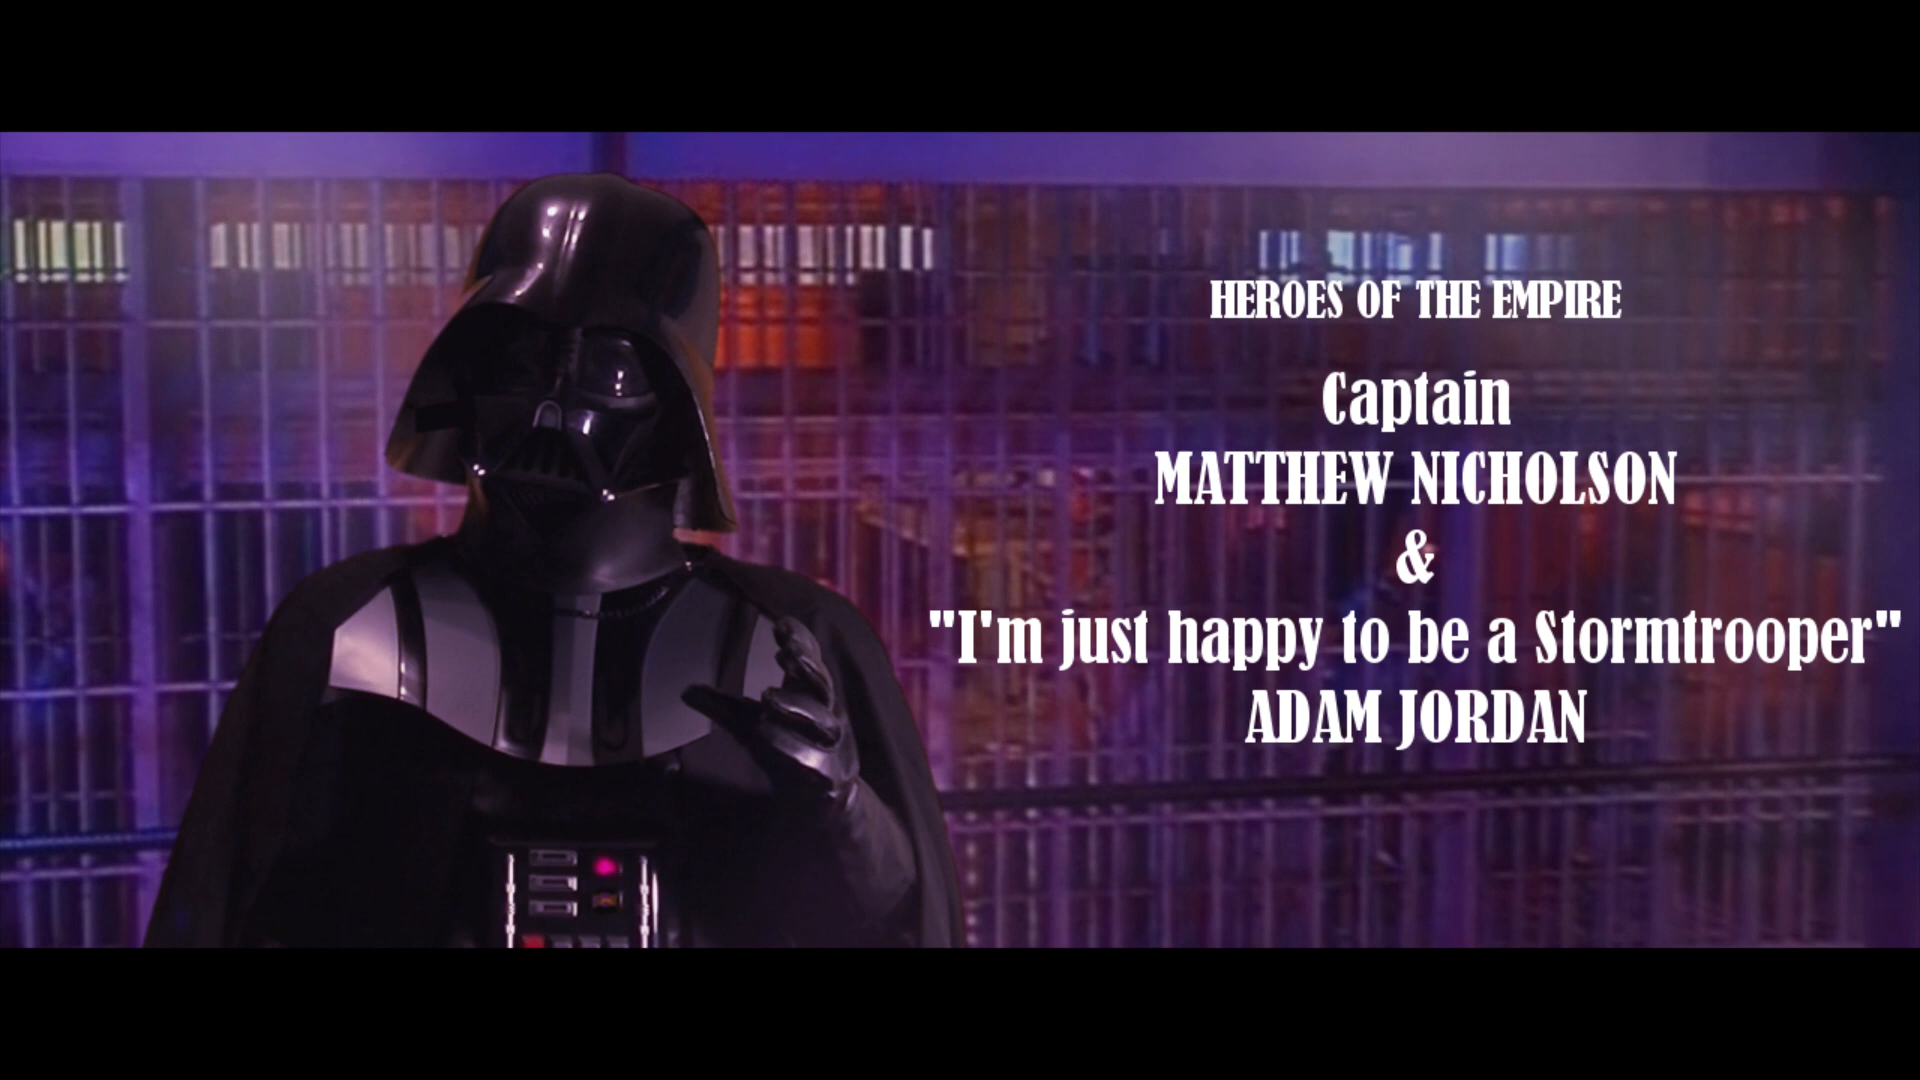 HEROES OF THE EMPIRE
Captain
MATTHEW NICHOLSON
&
"I'm just happy to be a Stormtrooper"
ADAM JORDAN